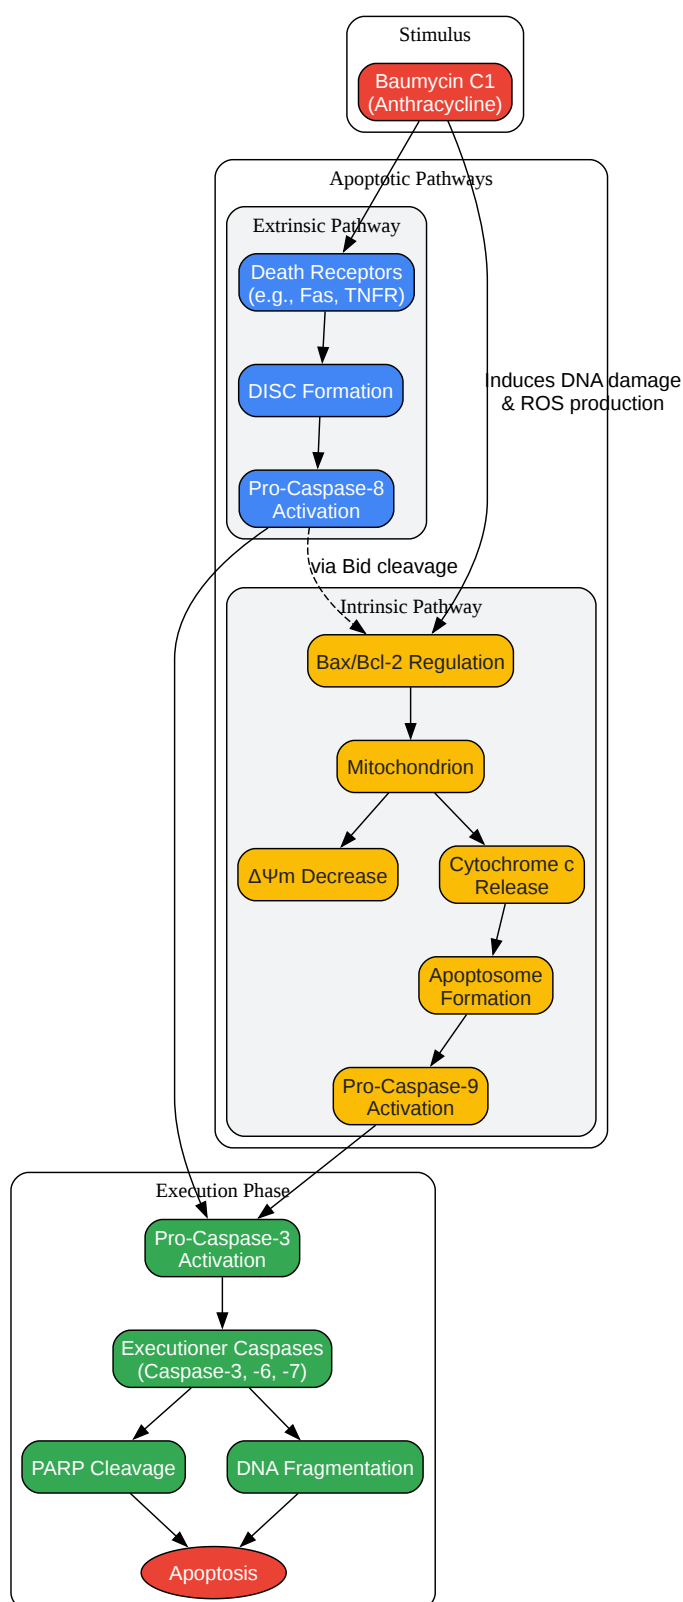 Stimulus
Baumycin C1
(Anthracycline)
Apoptotic Pathways
Extrinsic Pathway
Death Receptors
(e.g., Fas, TNFR)
DISC Formation
Induces DNA damage
& ROS production
Pro-Caspase-8
Activation
via Bid cleavage
Intrinsic Pathway
Bax/Bcl-2 Regulation
Mitochondrion
ΔΨm Decrease
Cytochrome c
Release
Apoptosome
Formation
Pro-Caspase-9
Activation
Execution Phase
Pro-Caspase-3
Activation
Executioner Caspases
(Caspase-3, -6, -7)
PARP Cleavage
DNA Fragmentation
Apoptosis